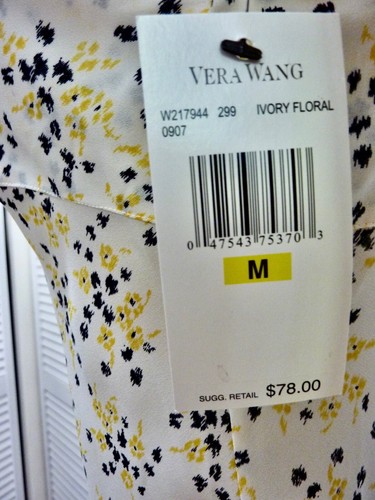 VERA WANG
W217944 299 IVORY FLORAL
0907
0 47543 75370 3
M
SUGG. RETAIL $78.00